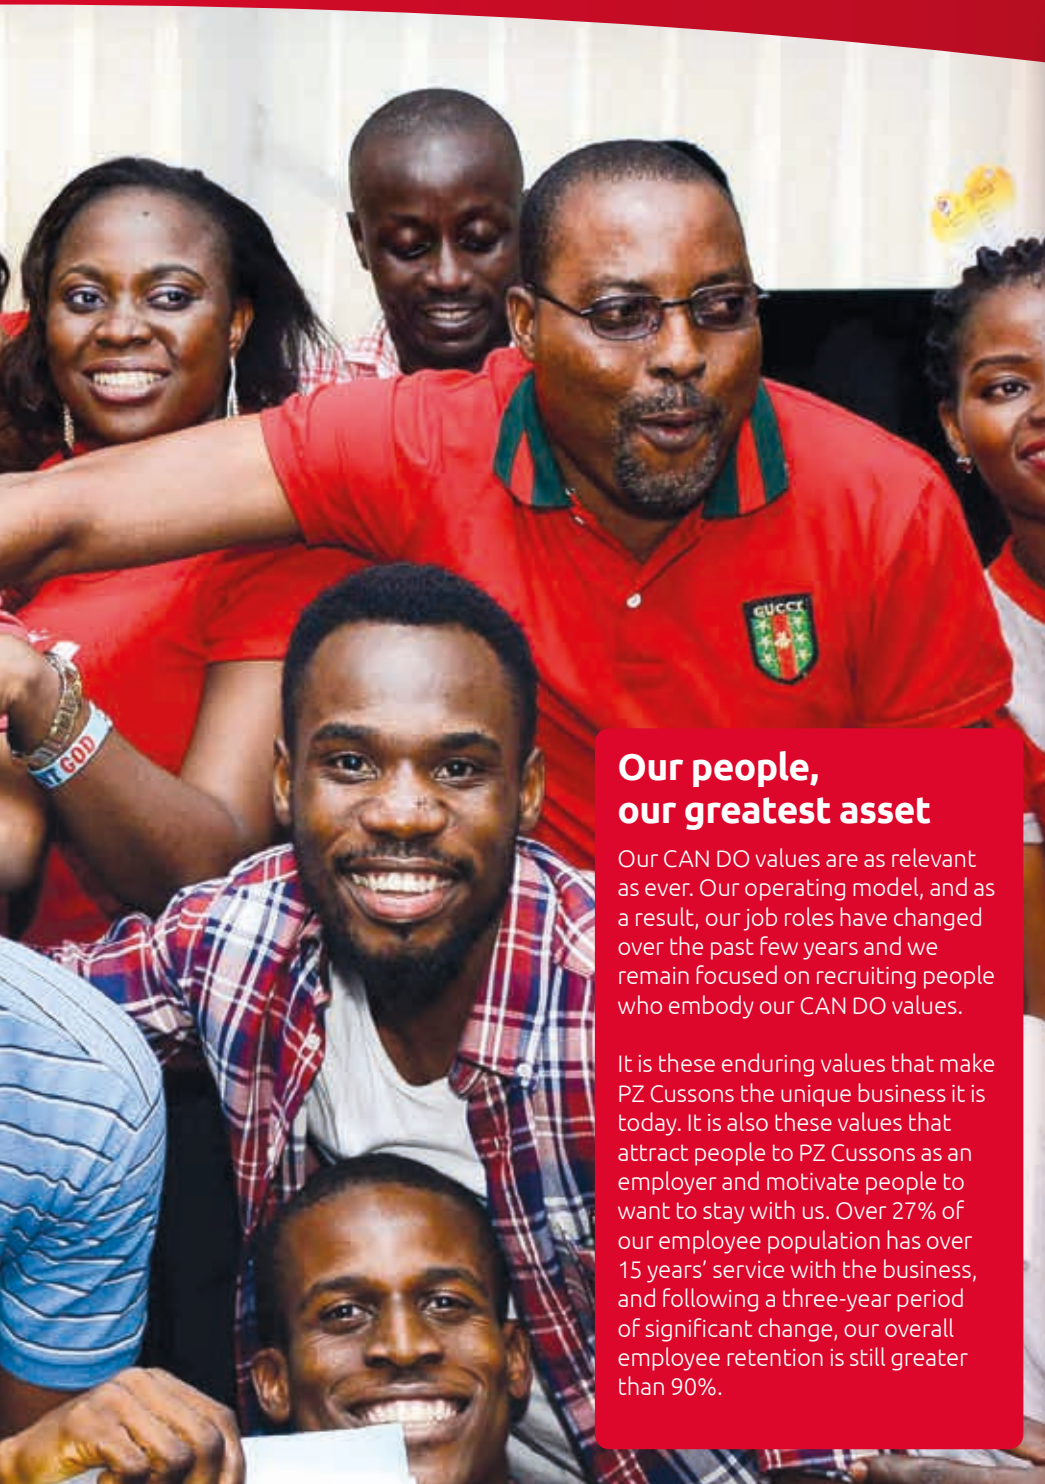 GUCCI
GOD
Our people,
our greatest asset
Our CAN DO values are as relevant
as ever. Our operating model, and as
a result, our job roles have changed
over the past few years and we
remain focused on recruiting people
who embody our CAN DO values.
It is these enduring values that make
PZ Cussons the unique business it is
today. It is also these values that
attract people to PZ Cussons as an
employer and motivate people to
want to stay with us. Over 27% of
our employee population has over
15 years’ service with the business,
and following a three-year period
of significant change, our overall
employee retention is still greater
than 90%.